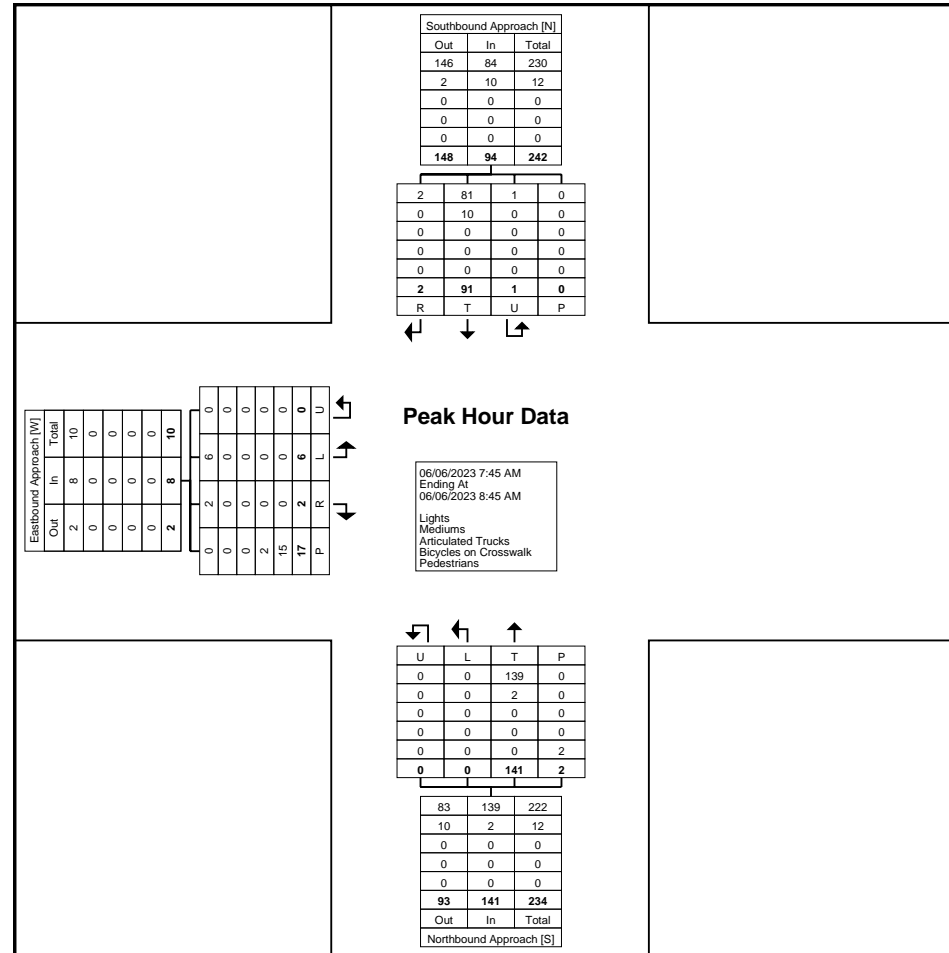 Southbound Approach [N]
Out In Total
146 84 230
2 10 12
0 0 0
0 0 0
0 0 0
148 94 242
2 81 1 0
0 10 0 0
0 0 0 0
0 0 0 0
0 0 0 0
2 91 1 0
R T U P
Eastbound Approach [W]
Out In Total
2 8 10
0 0 0
0 0 0
0 0 0
0 0 0
2 8 10
0 2 6 0
0 0 0 0
0 0 0 0
2 0 0 0
15 0 0 0
17 2 6 0
P R L U
Peak Hour Data
06/06/2023 7:45 AM
Ending At
06/06/2023 8:45 AM
Lights
Mediums
Articulated Trucks
Bicycles on Crosswalk
Pedestrians
U L T P
0 0 139 0
0 0 2 0
0 0 0 0
0 0 0 0
0 0 0 2
0 0 141 2
83 139 222
10 2 12
0 0 0
0 0 0
0 0 0
93 141 234
Out In Total
Northbound Approach [S]